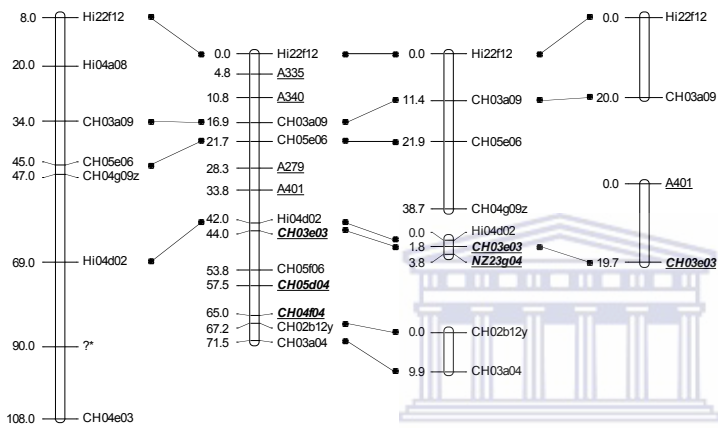 8.0 Hi22f12
20.0 Hi04a08
34.0 CH03a09
45.0 CH05e06
47.0 CH04g09z
69.0 Hi04d02
90.0 ?*
108.0 CH04e03
0.0 Hi22f12
4.8 A335
10.8 A340
16.9 CH03a09
21.7 CH05e06
28.3 A279
33.8 A401
42.0 Hi04d02
44.0 CH03e03
53.8 CH05f06
57.5 CH05d04
65.0 CH04f04
67.2 CH02b12y
71.5 CH03a04
0.0 Hi22f12
11.4 CH03a09
21.9 CH05e06
38.7 CH04g09z
0.0 Hi04d02
1.8 CH03e03
3.8 NZ23g04
0.0 CH02b12y
9.9 CH03a04
0.0 Hi22f12
20.0 CH03a09
0.0 A401
19.7 CH03e03